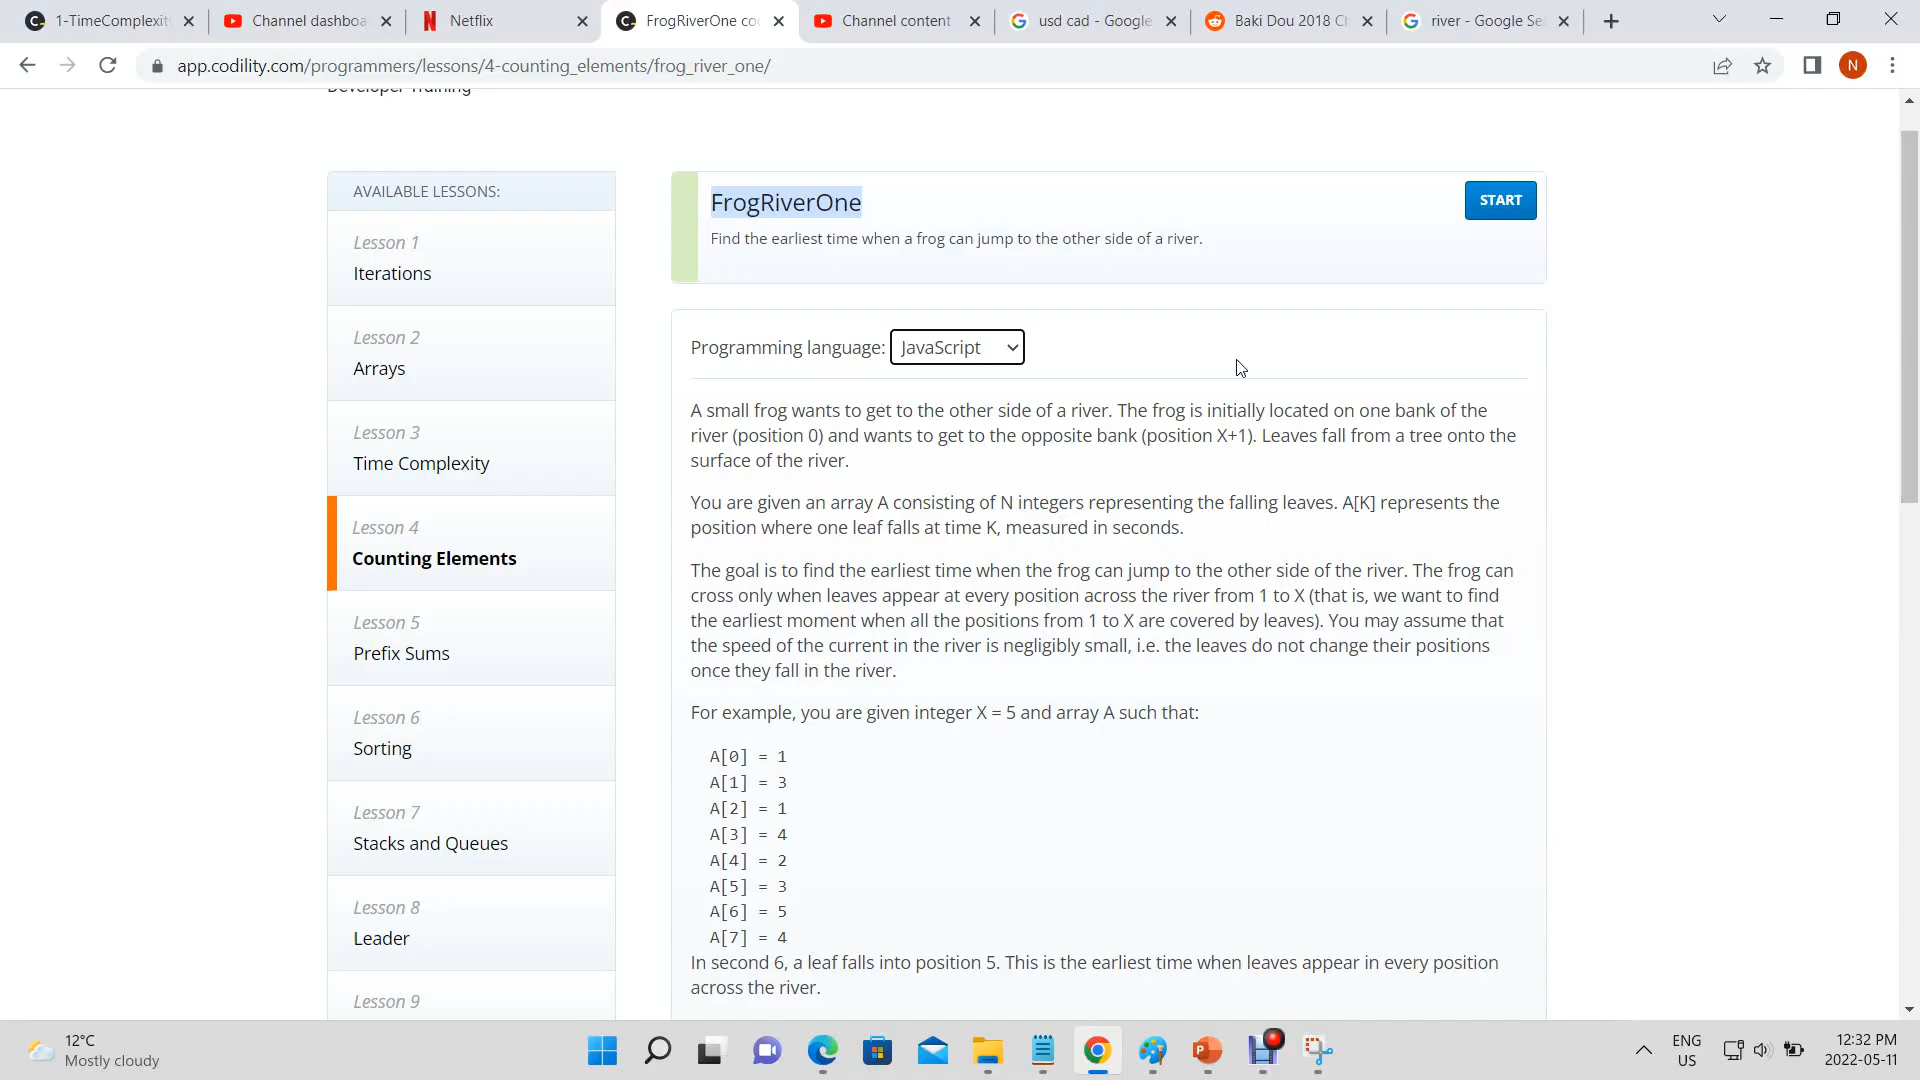 1-TimeComplexit
Channel dashboa
Netflix
FrogRiverOne co
Channel content
usd cad - Google
Baki Dou 2018 Ch
river - Google Se
app.codility.com/programmers/lessons/4-counting_elements/frog_river_one/
N
Developer Training
AVAILABLE LESSONS:
Lesson 1
Iterations
Lesson 2
Arrays
Lesson 3
Time Complexity
Lesson 4
Counting Elements
Lesson 5
Prefix Sums
Lesson 6
Sorting
Lesson 7
Stacks and Queues
Lesson 8
Leader
Lesson 9
FrogRiverOne
START
Find the earliest time when a frog can jump to the other side of a river.
Programming language: JavaScript
A small frog wants to get to the other side of a river. The frog is initially located on one bank of the
river (position 0) and wants to get to the opposite bank (position X+1). Leaves fall from a tree onto the
surface of the river.
You are given an array A consisting of N integers representing the falling leaves. A[K] represents the
position where one leaf falls at time K, measured in seconds.
The goal is to find the earliest time when the frog can jump to the other side of the river. The frog can
cross only when leaves appear at every position across the river from 1 to X (that is, we want to find
the earliest moment when all the positions from 1 to X are covered by leaves). You may assume that
the speed of the current in the river is negligibly small, i.e. the leaves do not change their positions
once they fall in the river.
For example, you are given integer X = 5 and array A such that:
A[0] = 1
A[1] = 3
A[2] = 1
A[3] = 4
A[4] = 2
A[5] = 3
A[6] = 5
A[7] = 4
In second 6, a leaf falls into position 5. This is the earliest time when leaves appear in every position
across the river.
12°C
Mostly cloudy
ENG
US
12:32 PM
2022-05-11